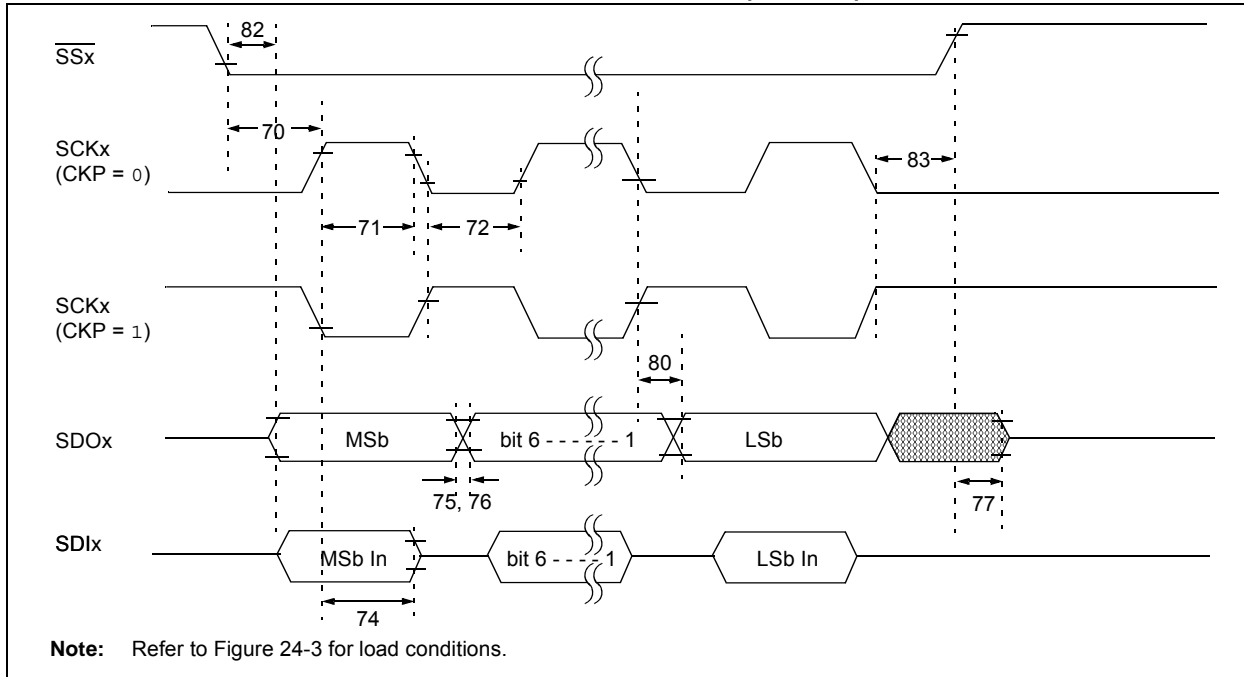 82
SSx
70
SCKx
(CKP = 0)
83
71
72
SCKx
(CKP = 1)
80
SDOx
MSb
bit 6 - - - - - - 1
LSb
75, 76
77
SDIx
MSb In
bit 6 - - - - 1
LSb In
74
Note: Refer to Figure 24-3 for load conditions.